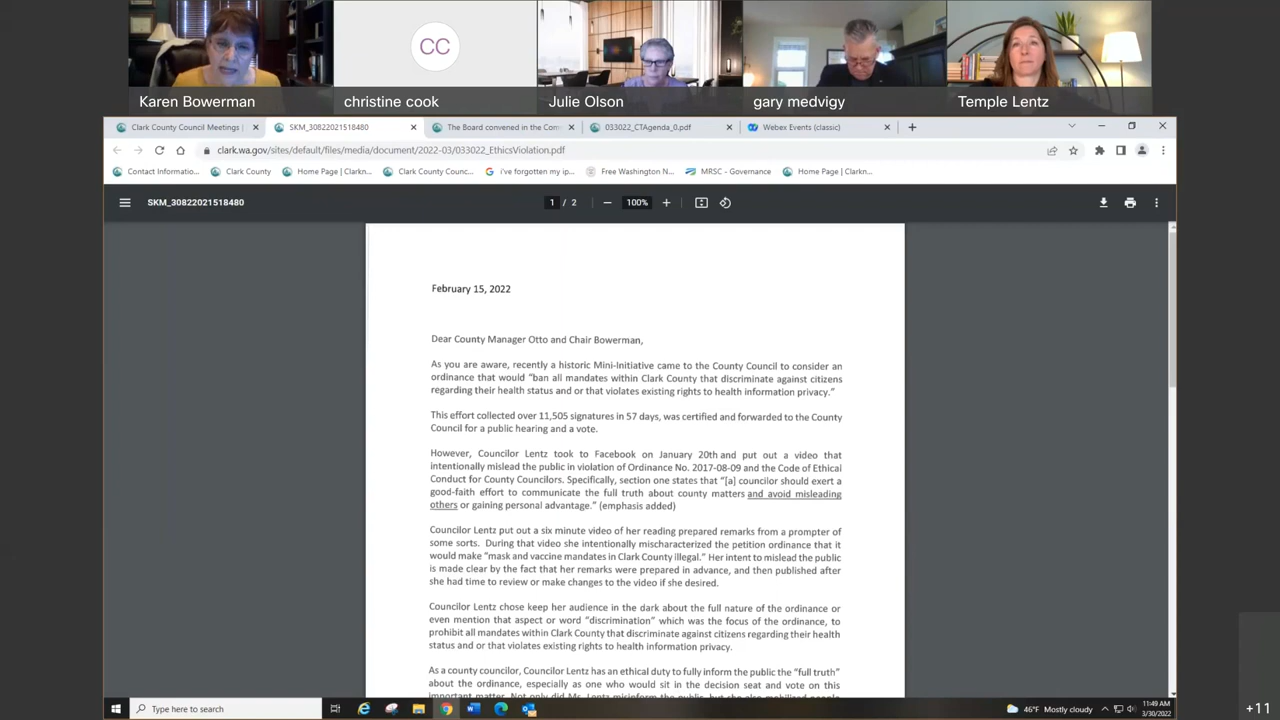 CC
Karen Bowerman
christine cook
Julie Olson
gary medvigy
Temple Lentz
Clark County Council Meetings |
SKM_30822021518480
The Board convened in the Com
033022_CTAgenda_0.pdf
Webex Events (classic)
clark.wa.gov/sites/default/files/media/document/2022-03/033022_EthicsViolation.pdf
Contact Informatio...
Clark County
Home Page | Clarkn...
Clark County Counc...
i've forgotten my ip...
Free Washington N...
MRSC - Governance
Home Page | Clarkn...
SKM_30822021518480
1 / 2
100%
February 15, 2022
Dear County Manager Otto and Chair Bowerman,
As you are aware, recently a historic Mini-Initiative came to the County Council to consider an
ordinance that would “ban all mandates within Clark County that discriminate against citizens
regarding their health status and or that violates existing rights to health information privacy.”
This effort collected over 11,505 signatures in 57 days, was certified and forwarded to the County
Council for a public hearing and a vote.
However, Councilor Lentz took to Facebook on January 20th and put out a video that
intentionally mislead the public in violation of Ordinance No. 2017-08-09 and the Code of Ethical
Conduct for County Councilors. Specifically, section one states that “[a] councilor should exert a
good-faith effort to communicate the full truth about county matters and avoid misleading
others or gaining personal advantage.” (emphasis added)
Councilor Lentz put out a six minute video of her reading prepared remarks from a prompter of
some sorts. During that video she intentionally mischaracterized the petition ordinance that it
would make “mask and vaccine mandates in Clark County illegal.” Her intent to mislead the public
is made clear by the fact that her remarks were prepared in advance, and then published after
she had time to review or make changes to the video if she desired.
Councilor Lentz chose keep her audience in the dark about the full nature of the ordinance or
even mention that aspect or word “discrimination” which was the focus of the ordinance, to
prohibit all mandates within Clark County that discriminate against citizens regarding their health
status and or that violates existing rights to health information privacy.
As a county councilor, Councilor Lentz has an ethical duty to fully inform the public the “full truth”
about the ordinance, especially as one who would sit in the decision seat and vote on this
important matter. Not only did Ms. Lentz misinform the public, but she also mobilized people
Type here to search
46°F Mostly cloudy
11:49 AM
3/30/2022
+11